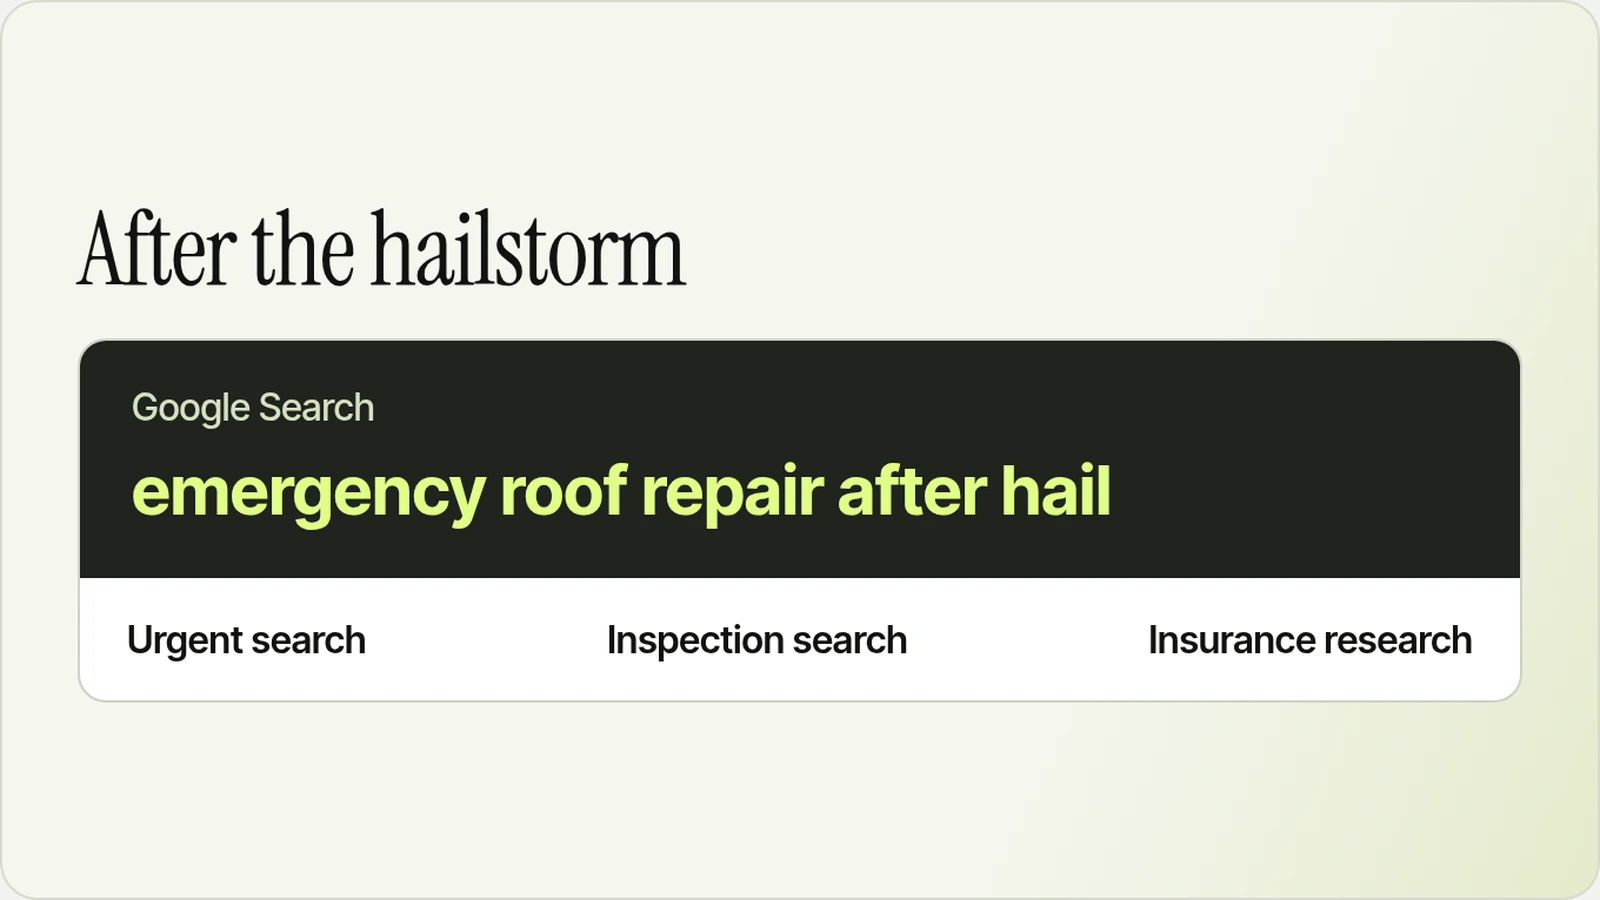 After the hailstorm
Google Search
emergency roof repair after hail
Urgent search
Inspection search
Insurance research